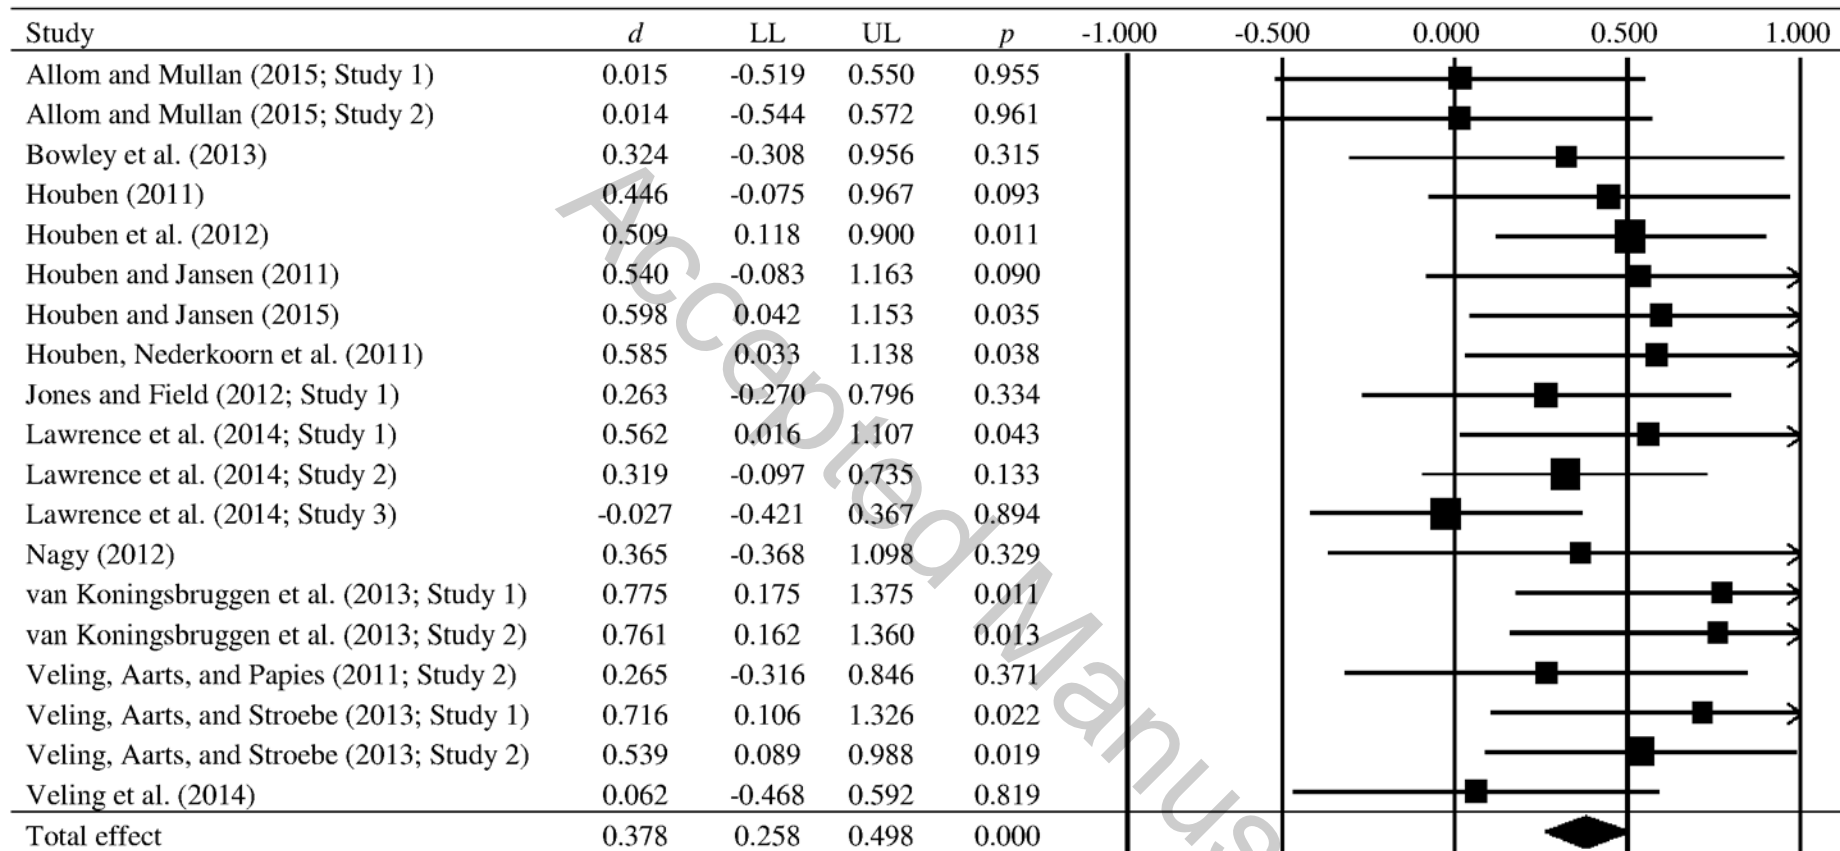 Study d LL UL p -1.000 -0.500 0.000 0.500 1.000
Allom and Mullan (2015; Study 1) 0.015 -0.519 0.550 0.955
Allom and Mullan (2015; Study 2) 0.014 -0.544 0.572 0.961
Bowley et al. (2013) 0.324 -0.308 0.956 0.315
Houben (2011) 0.446 -0.075 0.967 0.093
Houben et al. (2012) 0.509 0.118 0.900 0.011
Houben and Jansen (2011) 0.540 -0.083 1.163 0.090
Houben and Jansen (2015) 0.598 0.042 1.153 0.035
Houben, Nederkoorn et al. (2011) 0.585 0.033 1.138 0.038
Jones and Field (2012; Study 1) 0.263 -0.270 0.796 0.334
Lawrence et al. (2014; Study 1) 0.562 0.016 1.107 0.043
Lawrence et al. (2014; Study 2) 0.319 -0.097 0.735 0.133
Lawrence et al. (2014; Study 3) -0.027 -0.421 0.367 0.894
Nagy (2012) 0.365 -0.368 1.098 0.329
van Koningsbruggen et al. (2013; Study 1) 0.775 0.175 1.375 0.011
van Koningsbruggen et al. (2013; Study 2) 0.761 0.162 1.360 0.013
Veling, Aarts, and Papies (2011; Study 2) 0.265 -0.316 0.846 0.371
Veling, Aarts, and Stroebe (2013; Study 1) 0.716 0.106 1.326 0.022
Veling, Aarts, and Stroebe (2013; Study 2) 0.539 0.089 0.988 0.019
Veling et al. (2014) 0.062 -0.468 0.592 0.819
Total effect 0.378 0.258 0.498 0.000
Accepted Manus